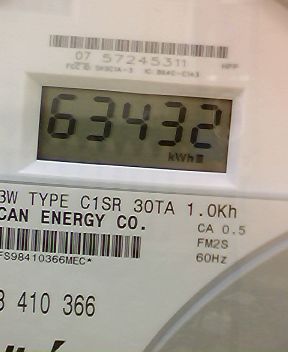 07 57245311
HPP
63432
kWh
3W TYPE C1SR 30TA 1.0Kh
CAN ENERGY CO.
CA 0.5
FM2S
FS98410366MEC*
60Hz
410 366